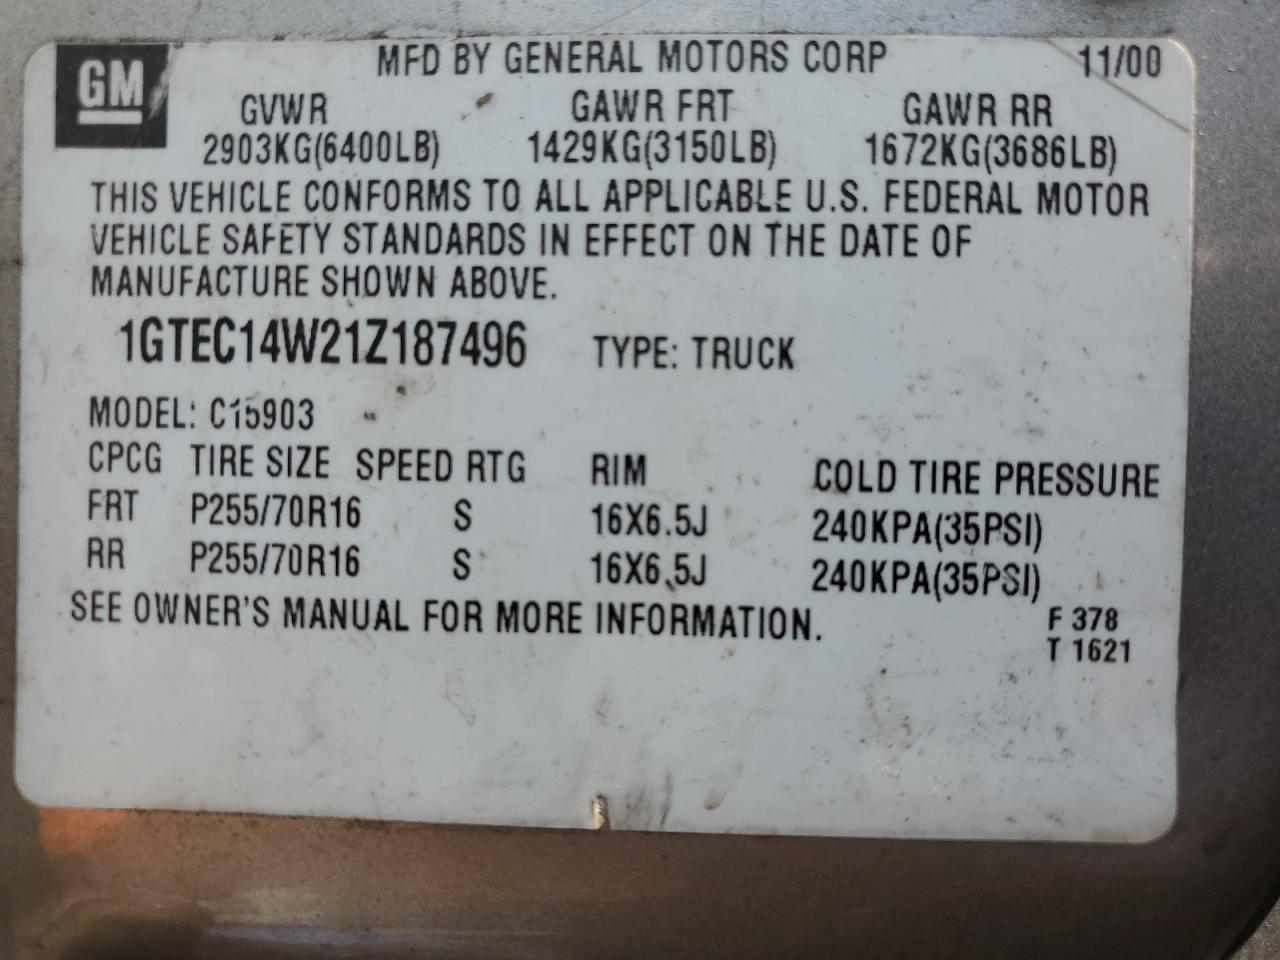 GM
MFD BY GENERAL MOTORS CORP 11/00
GVWR GAWR FRT GAWR RR
2903KG(6400LB) 1429KG(3150LB) 1672KG(3686LB)
THIS VEHICLE CONFORMS TO ALL APPLICABLE U.S. FEDERAL MOTOR
VEHICLE SAFETY STANDARDS IN EFFECT ON THE DATE OF
MANUFACTURE SHOWN ABOVE.
1GTEC14W21Z187496 TYPE: TRUCK
MODEL: C15903
CPCG TIRE SIZE SPEED RTG RIM COLD TIRE PRESSURE
FRT P255/70R16 S 16X6.5J 240KPA(35PSI)
RR P255/70R16 S 16X6.5J 240KPA(35PSI)
SEE OWNER'S MANUAL FOR MORE INFORMATION.
F 378
T 1621